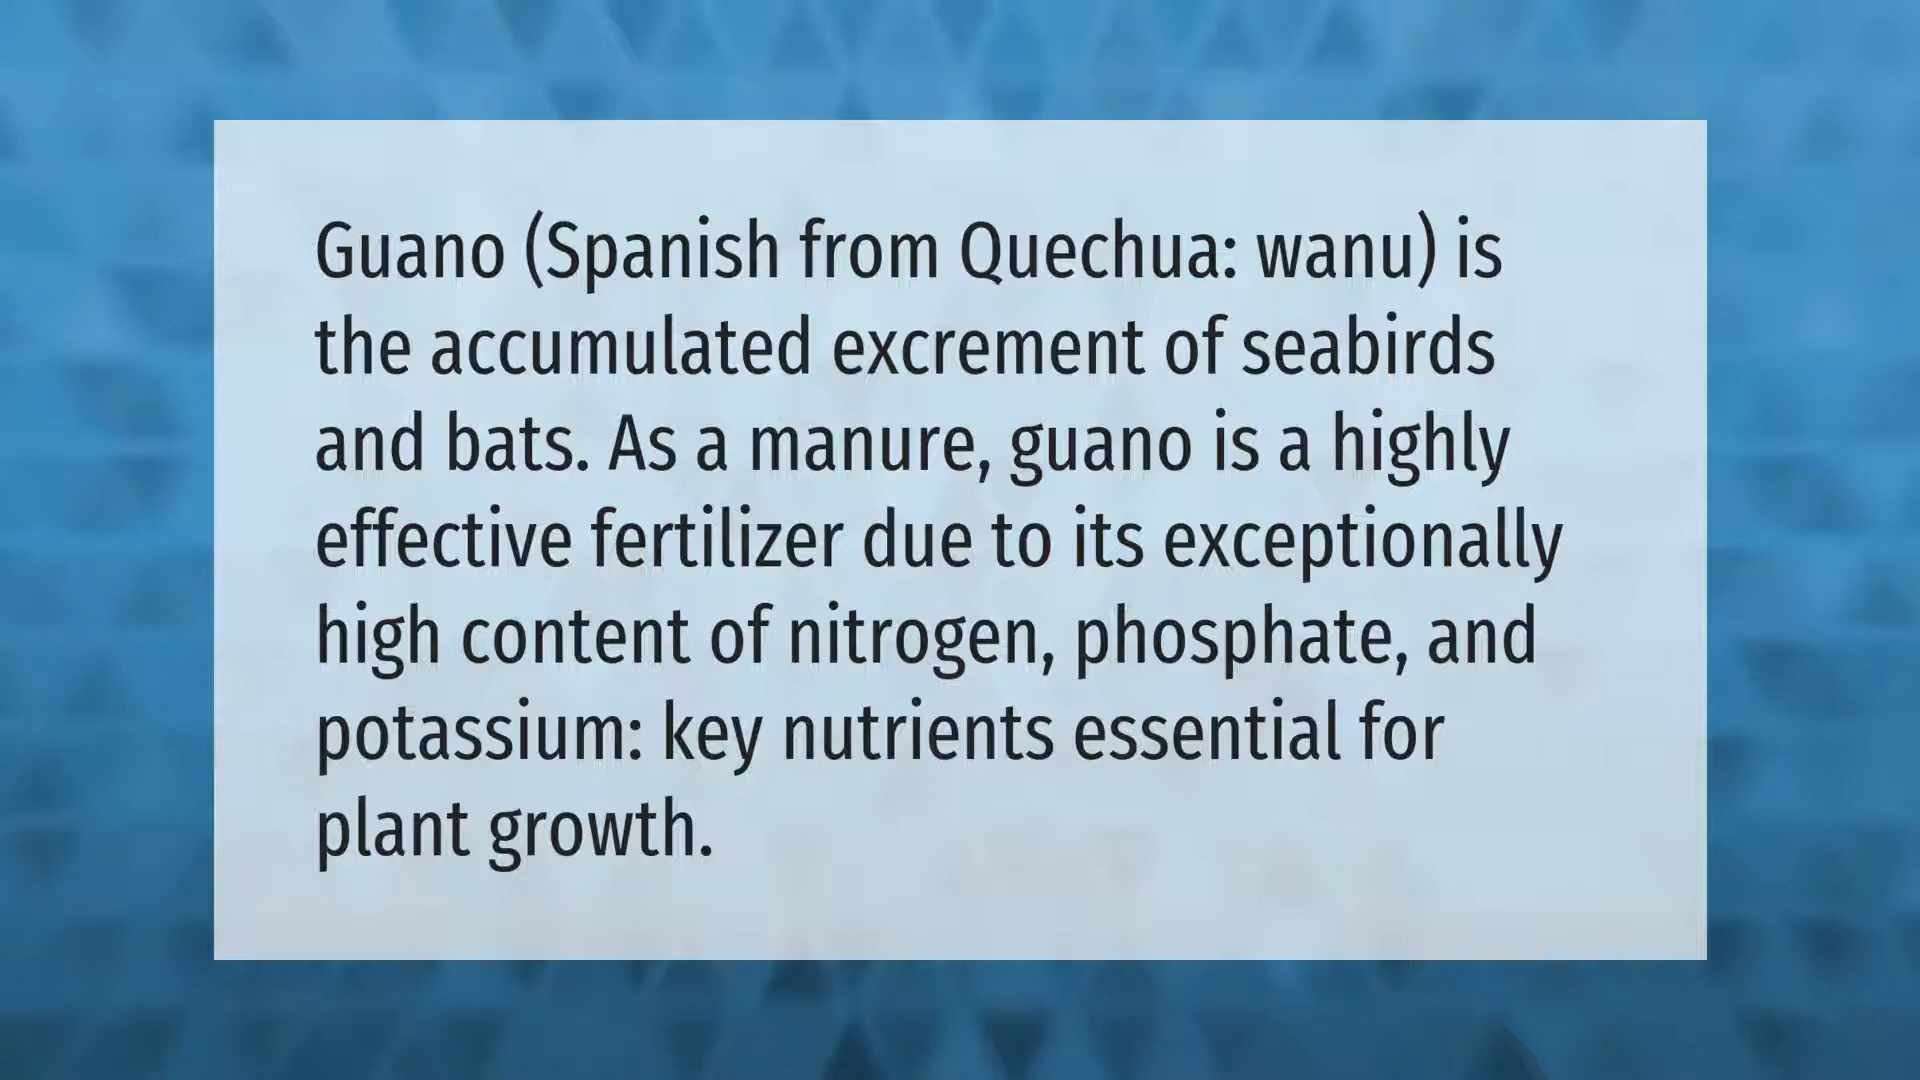 Guano (Spanish from Quechua: wanu) is
the accumulated excrement of seabirds
and bats. As a manure, guano is a highly
effective fertilizer due to its exceptionally
high content of nitrogen, phosphate, and
potassium: key nutrients essential for
plant growth.